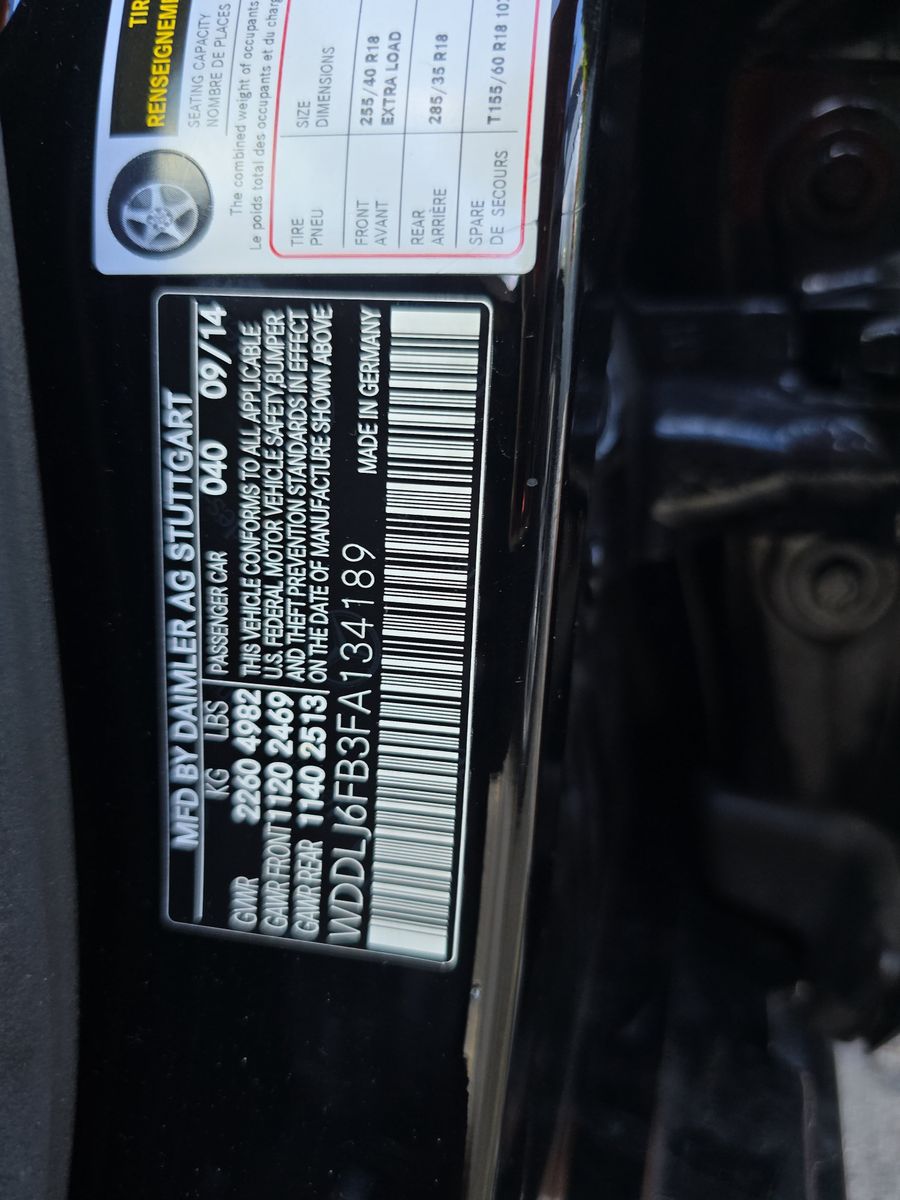 MFD BY DAIMLER AG STUTTGART
KG LBS PASSENGER CAR 040 09/14
GVWR 2260 4982 THIS VEHICLE CONFORMS TO ALL APPLICABLE
GAWR FRONT 1120 2469 U.S. FEDERAL MOTOR VEHICLE SAFETY,BUMPER
GAWR REAR 1140 2513 AND THEFT PREVENTION STANDARDS IN EFFECT
ON THE DATE OF MANUFACTURE SHOWN ABOVE
WDDLJ6FB3FA134189 MADE IN GERMANY
RENSEIGNEM
SEATING CAPACITY
NOMBRE DE PLACES
The combined weight of occupants
Le poids total des occupants et du
TIRE SIZE
PNEU DIMENSIONS
FRONT 255/40 R18
AVANT EXTRA LOAD
REAR 285/35 R18
ARRIÈRE
SPARE T155/60 R18
DE SECOURS